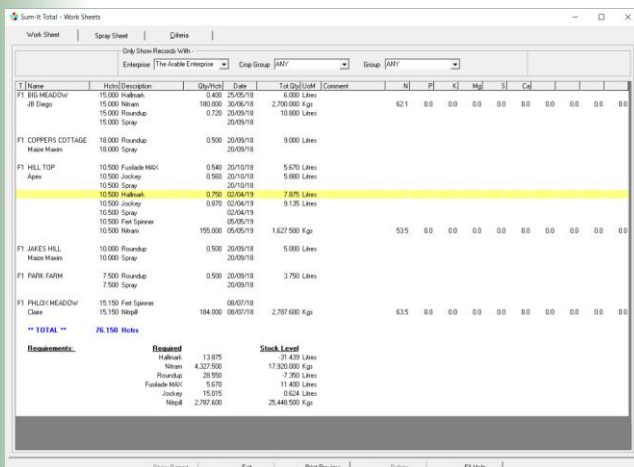 Sum-It Total - Work Sheets
Work Sheet Spray Sheet Criteria
Only Show Records With -
Enterprise The Arable Enterprise Crop Group ANY Group ANY
T Name Hctrs Description Qty/Hctr Date Tot.Qty UoM Comment N P K Mg S Ca
F1 BIG MEADOW 15.000 Hallmark 0.400 25/05/18 6.000 Litres
JB Diego 15.000 Nitram 180.000 30/06/18 2,700.000 Kgs 62.1 0.0 0.0 0.0 0.0 0.0 0.0 0.0 0.0
15.000 Roundup 0.720 20/09/18 10.800 Litres
15.000 Spray 20/09/18
F1 COPPERS COTTAGE 18.000 Roundup 0.500 20/09/18 9.000 Litres
Maize Maxim 18.000 Spray 20/09/18
F1 HILL TOP 10.500 Fusilade MAX 0.540 20/10/18 5.670 Litres
Apex 10.500 Jockey 0.560 20/10/18 5.880 Litres
10.500 Spray 20/10/18
10.500 Hallmark 0.750 02/04/19 7.875 Litres
10.500 Jockey 0.870 02/04/19 9.135 Litres
10.500 Spray 02/04/19
10.500 Fert Spinner 05/05/19
10.500 Nitram 155.000 05/05/19 1,627.500 Kgs 53.5 0.0 0.0 0.0 0.0 0.0 0.0 0.0 0.0
F1 JAKES HILL 10.000 Roundup 0.500 20/09/18 5.000 Litres
Maize Maxim 10.000 Spray 20/09/18
F1 PARK FARM 7.500 Roundup 0.500 20/09/18 3.750 Litres
7.500 Spray 20/09/18
F1 PHLOX MEADOW 15.150 Fert Spinner 08/07/18
Claire 15.150 Nitrpill 184.000 08/07/18 2,787.600 Kgs 63.5 0.0 0.0 0.0 0.0 0.0 0.0 0.0 0.0
** TOTAL ** 76.150 Hctrs
Requirements: Required Stock Level
Hallmark 13.875 -31.439 Litres
Nitram 4,327.500 17,920.000 Kgs
Roundup 28.550 -7.350 Litres
Fusilade MAX 5.670 11.400 Litres
Jockey 15.015 0.624 Litres
Nitrpill 2,787.600 25,448.500 Kgs
Exit Print Preview Delete F1 Help